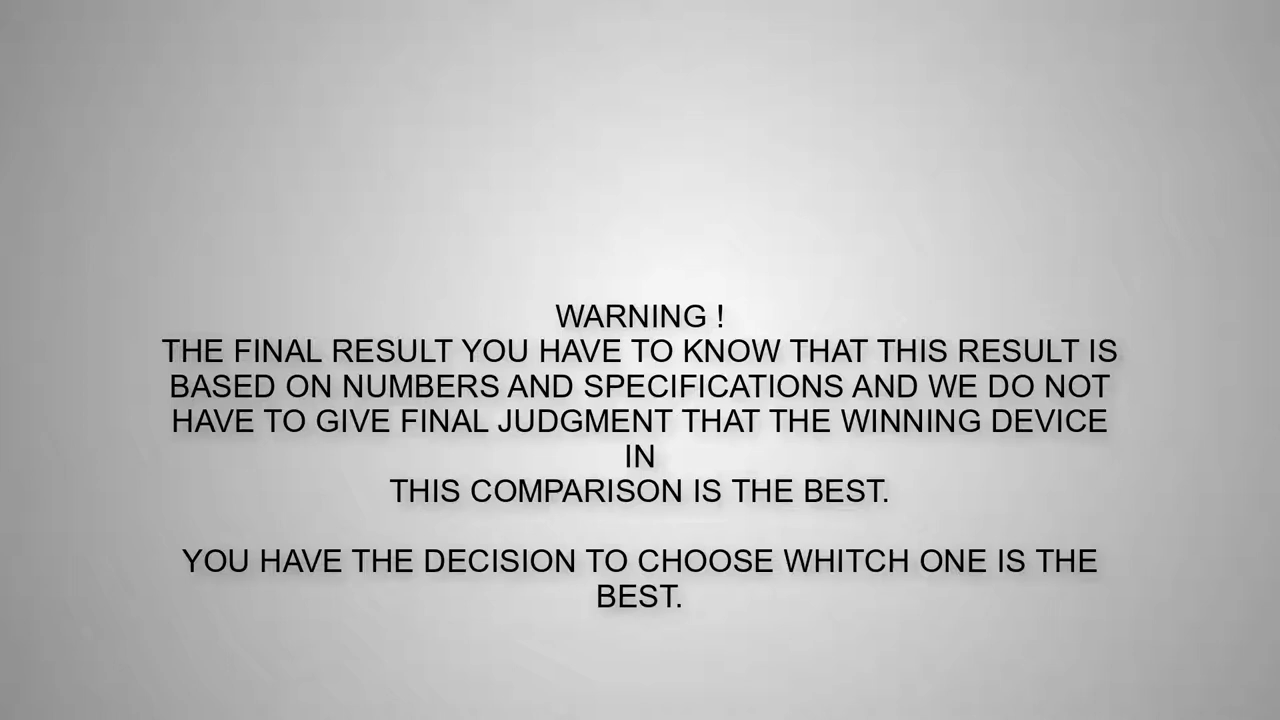 WARNING !
THE FINAL RESULT YOU HAVE TO KNOW THAT THIS RESULT IS
BASED ON NUMBERS AND SPECIFICATIONS AND WE DO NOT
HAVE TO GIVE FINAL JUDGMENT THAT THE WINNING DEVICE
IN
THIS COMPARISON IS THE BEST.
YOU HAVE THE DECISION TO CHOOSE WHITCH ONE IS THE
BEST.